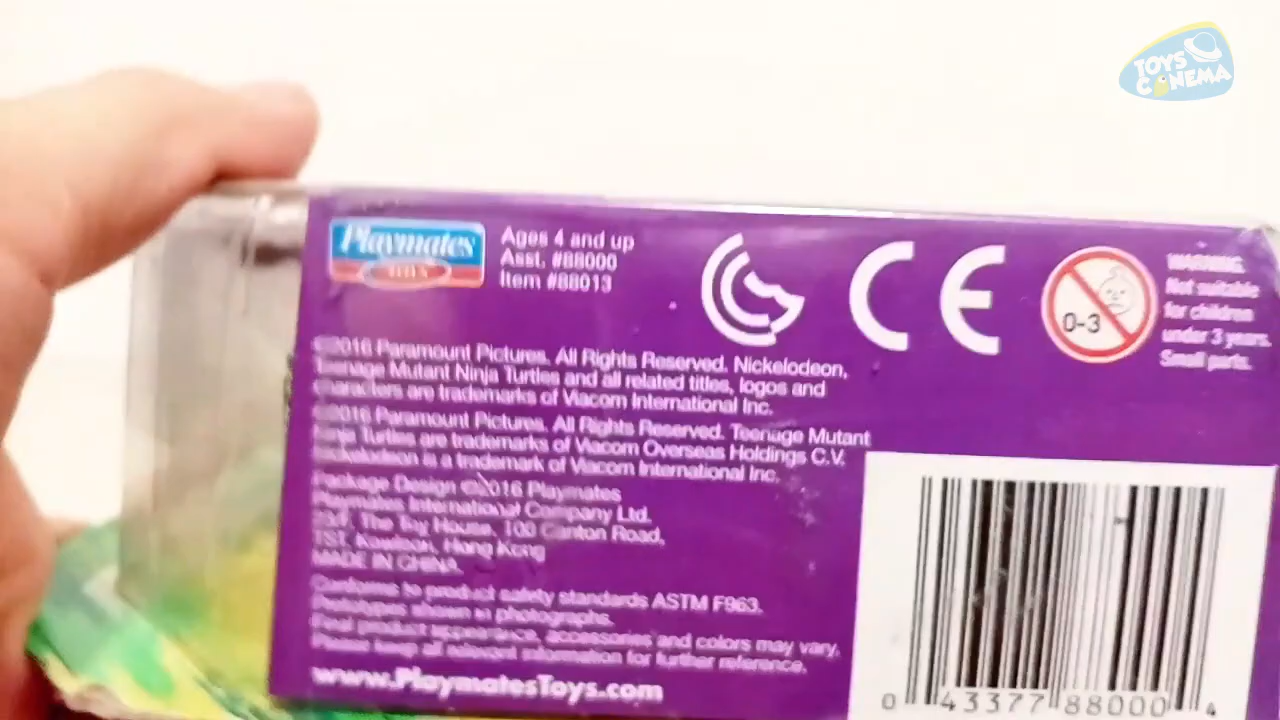 TOYS
CINEMA
Playmates
TOYS
Ages 4 and up
Asst. #88000
Item #88013
CE
0-3
WARNING.
Not suitable
for children
under 3 years.
Small parts.
©2016 Paramount Pictures. All Rights Reserved. Nickelodeon,
Teenage Mutant Ninja Turtles and all related titles, logos and
characters are trademarks of Viacom International Inc.
©2016 Paramount Pictures. All Rights Reserved. Teenage Mutant
Ninja Turtles are trademarks of Viacom Overseas Holdings C.V.
Nickelodeon is a trademark of Viacom International Inc.
Package Design ©2016 Playmates
Playmates International Company Ltd.
23/F, The Toy House, 100 Canton Road,
TST, Kowloon, Hong Kong
MADE IN CHINA.
Conforms to product safety standards ASTM F963.
Prototypes shown in photographs.
Final product appearance, accessories and colors may vary.
Please keep all relevant information for further reference.
www.PlaymatesToys.com
0 43377 88000 4